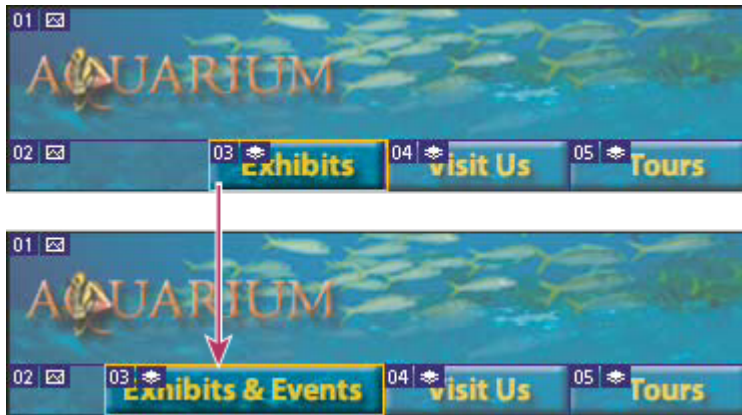 01
AQUARIUM
02 03 Exhibits 04 Visit Us 05 Tours
01
AQUARIUM
02 03 Exhibits & Events 04 Visit Us 05 Tours